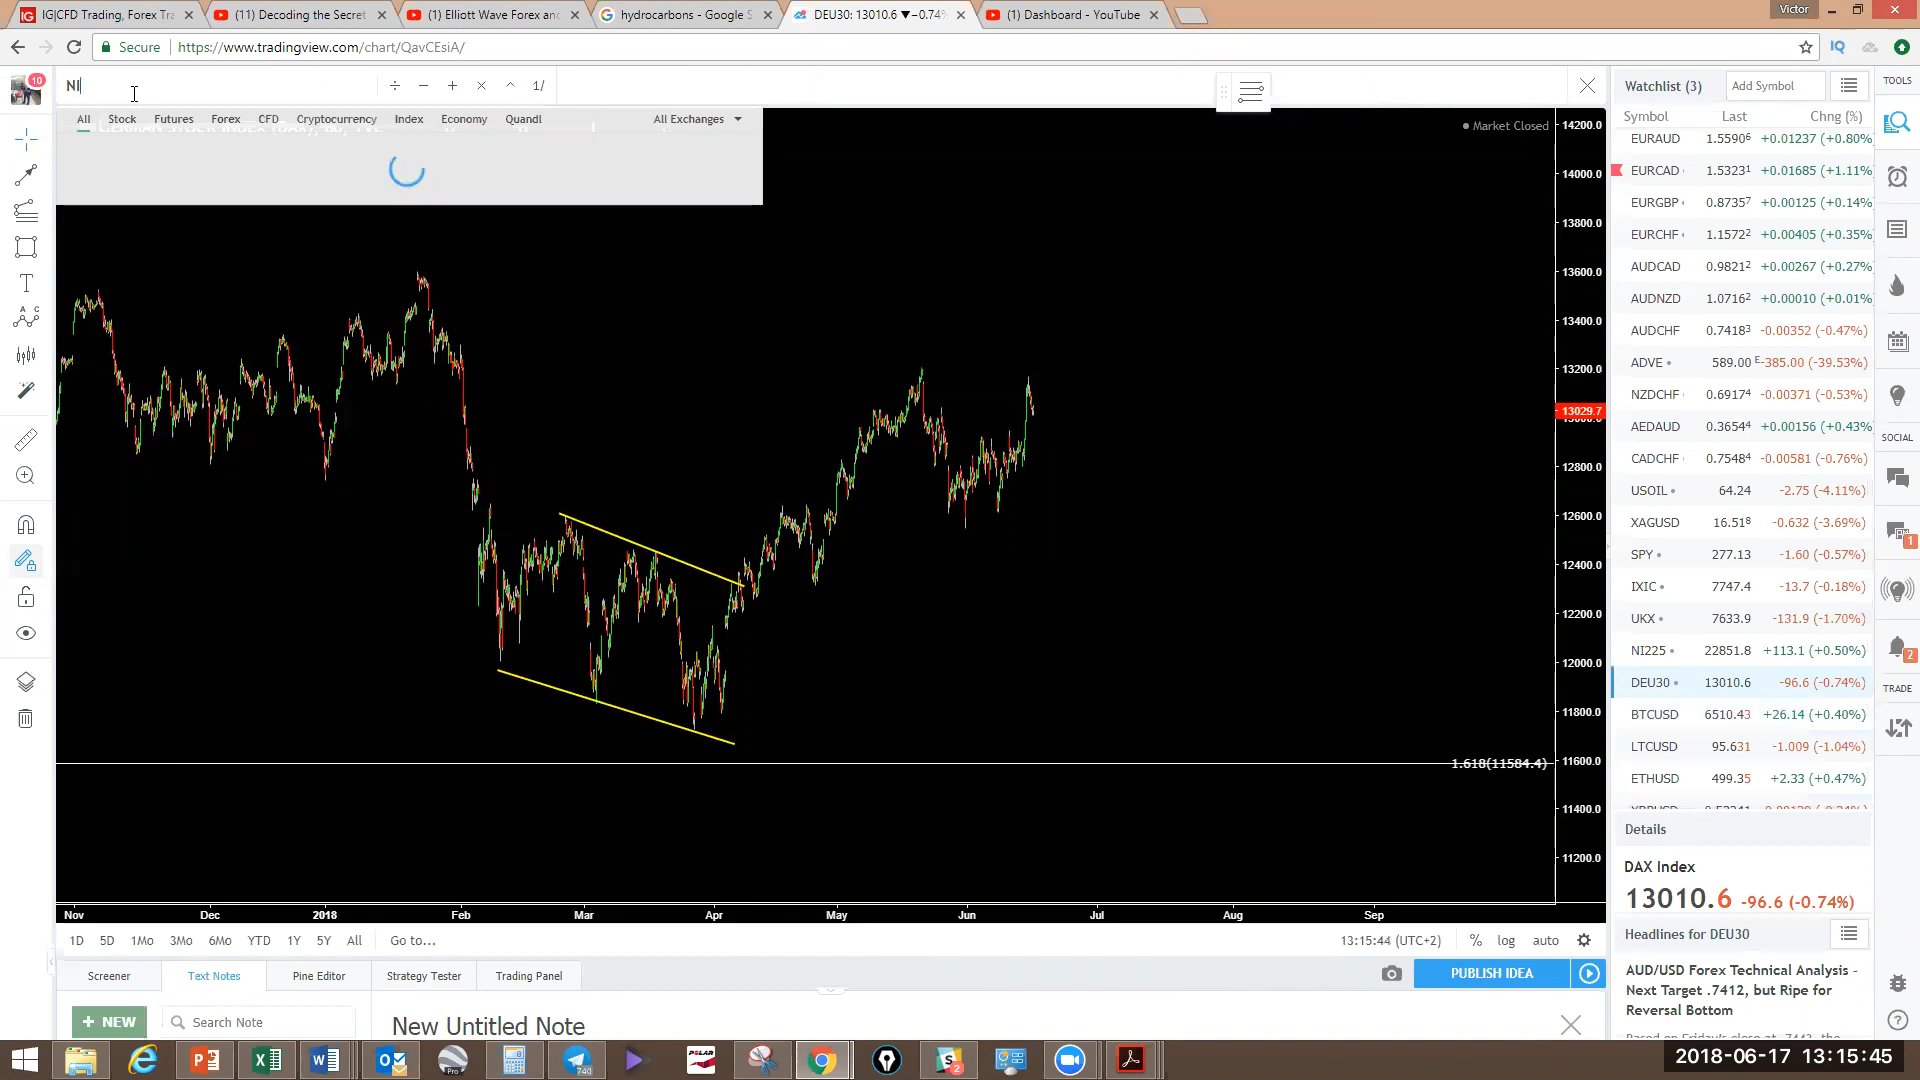 IG|CFD Trading, Forex Tra
(11) Decoding the Secret
(1) Elliott Wave Forex an
hydrocarbons - Google S
DEU30: 13010.6 ▼−0.74%
(1) Dashboard - YouTube
Victor
Secure https://www.tradingview.com/chart/QavCEsiA/
10
NI
÷ − + × ^ 1/
All Stock Futures Forex CFD Cryptocurrency Index Economy Quandl All Exchanges
Market Closed
14200.0
14000.0
13800.0
13600.0
13400.0
13200.0
13029.7
12800.0
12600.0
12400.0
12200.0
12000.0
11800.0
11600.0
11400.0
11200.0
1.618(11584.4)
Nov Dec 2018 Feb Mar Apr May Jun Jul Aug Sep
1D 5D 1Mo 3Mo 6Mo YTD 1Y 5Y All Go to...
13:15:44 (UTC+2) % log auto
Screener Text Notes Pine Editor Strategy Tester Trading Panel
PUBLISH IDEA
+ NEW
Search Note
New Untitled Note
Watchlist (3)
Add Symbol
Symbol Last Chng (%)
EURAUD 1.55906 +0.01237 (+0.80%
EURCAD 1.53231 +0.01685 (+1.11%
EURGBP 0.87357 +0.00125 (+0.14%
EURCHF 1.15722 +0.00405 (+0.35%
AUDCAD 0.98212 +0.00267 (+0.27%
AUDNZD 1.07162 +0.00010 (+0.01%
AUDCHF 0.74183 -0.00352 (-0.47%)
ADVE 589.00 E-385.00 (-39.53%)
NZDCHF 0.69174 -0.00371 (-0.53%)
AEDAUD 0.36544 +0.00156 (+0.43%
CADCHF 0.75484 -0.00581 (-0.76%)
USOIL 64.24 -2.75 (-4.11%)
XAGUSD 16.518 -0.632 (-3.69%)
SPY 277.13 -1.60 (-0.57%)
IXIC 7747.4 -13.7 (-0.18%)
UKX 7633.9 -131.9 (-1.70%)
NI225 22851.8 +113.1 (+0.50%)
DEU30 13010.6 -96.6 (-0.74%)
BTCUSD 6510.43 +26.14 (+0.40%)
LTCUSD 95.631 -1.009 (-1.04%)
ETHUSD 499.35 +2.33 (+0.47%)
Details
DAX Index
13010.6 -96.6 (-0.74%)
Headlines for DEU30
AUD/USD Forex Technical Analysis -
Next Target .7412, but Ripe for
Reversal Bottom
TOOLS
SOCIAL
1
2
TRADE
Pro
740
POLAR
2
2018-06-17 13:15:45